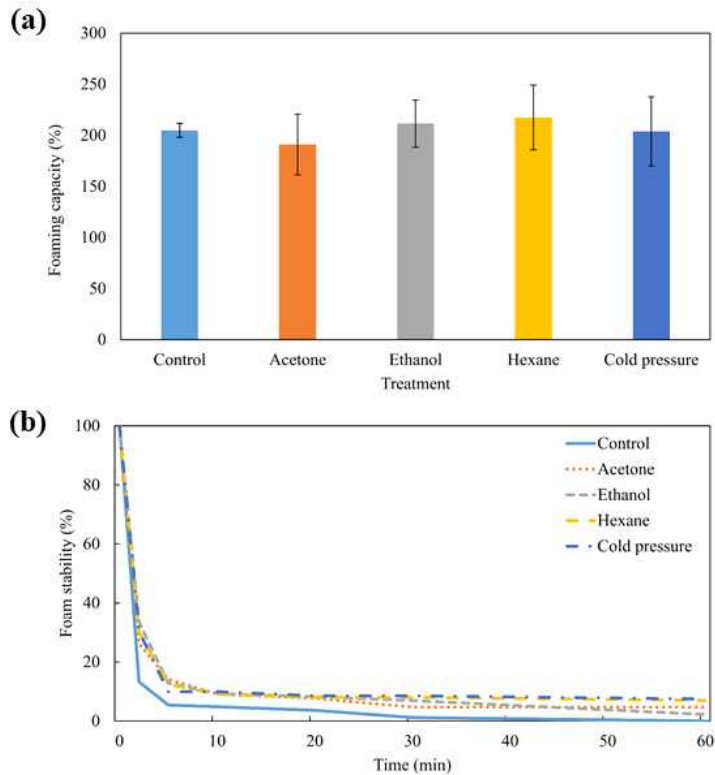 (a)
300
250
200
150
100
50
0
Foaming capacity (%)
Control Acetone Ethanol Hexane Cold pressure
Treatment
(b)
100
80
60
40
20
0
Foam stability (%)
Control
Acetone
Ethanol
Hexane
Cold pressure
0 10 20 30 40 50 60
Time (min)